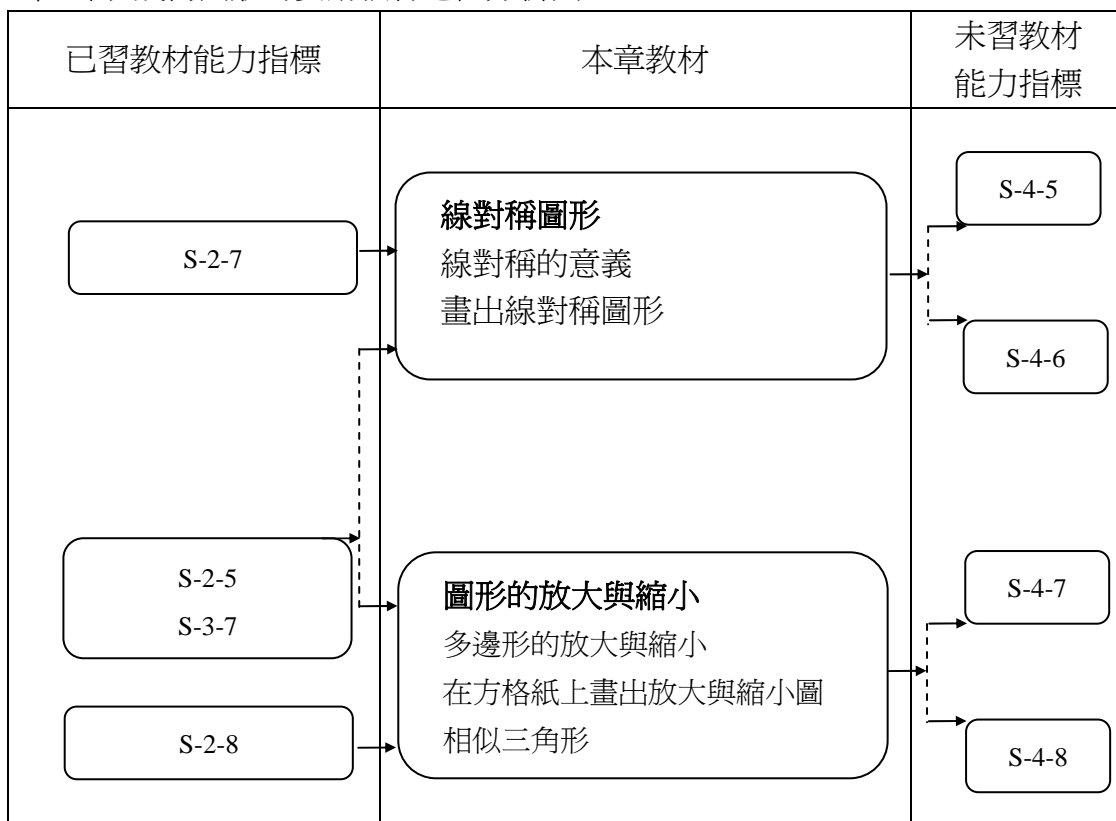 已習教材能力指標
本章教材
未習教材
能力指標
S-2-7
線對稱圖形
線對稱的意義
畫出線對稱圖形
S-4-5
S-4-6
S-2-5
S-3-7
S-2-8
圖形的放大與縮小
多邊形的放大與縮小
在方格紙上畫出放大與縮小圖
相似三角形
S-4-7
S-4-8